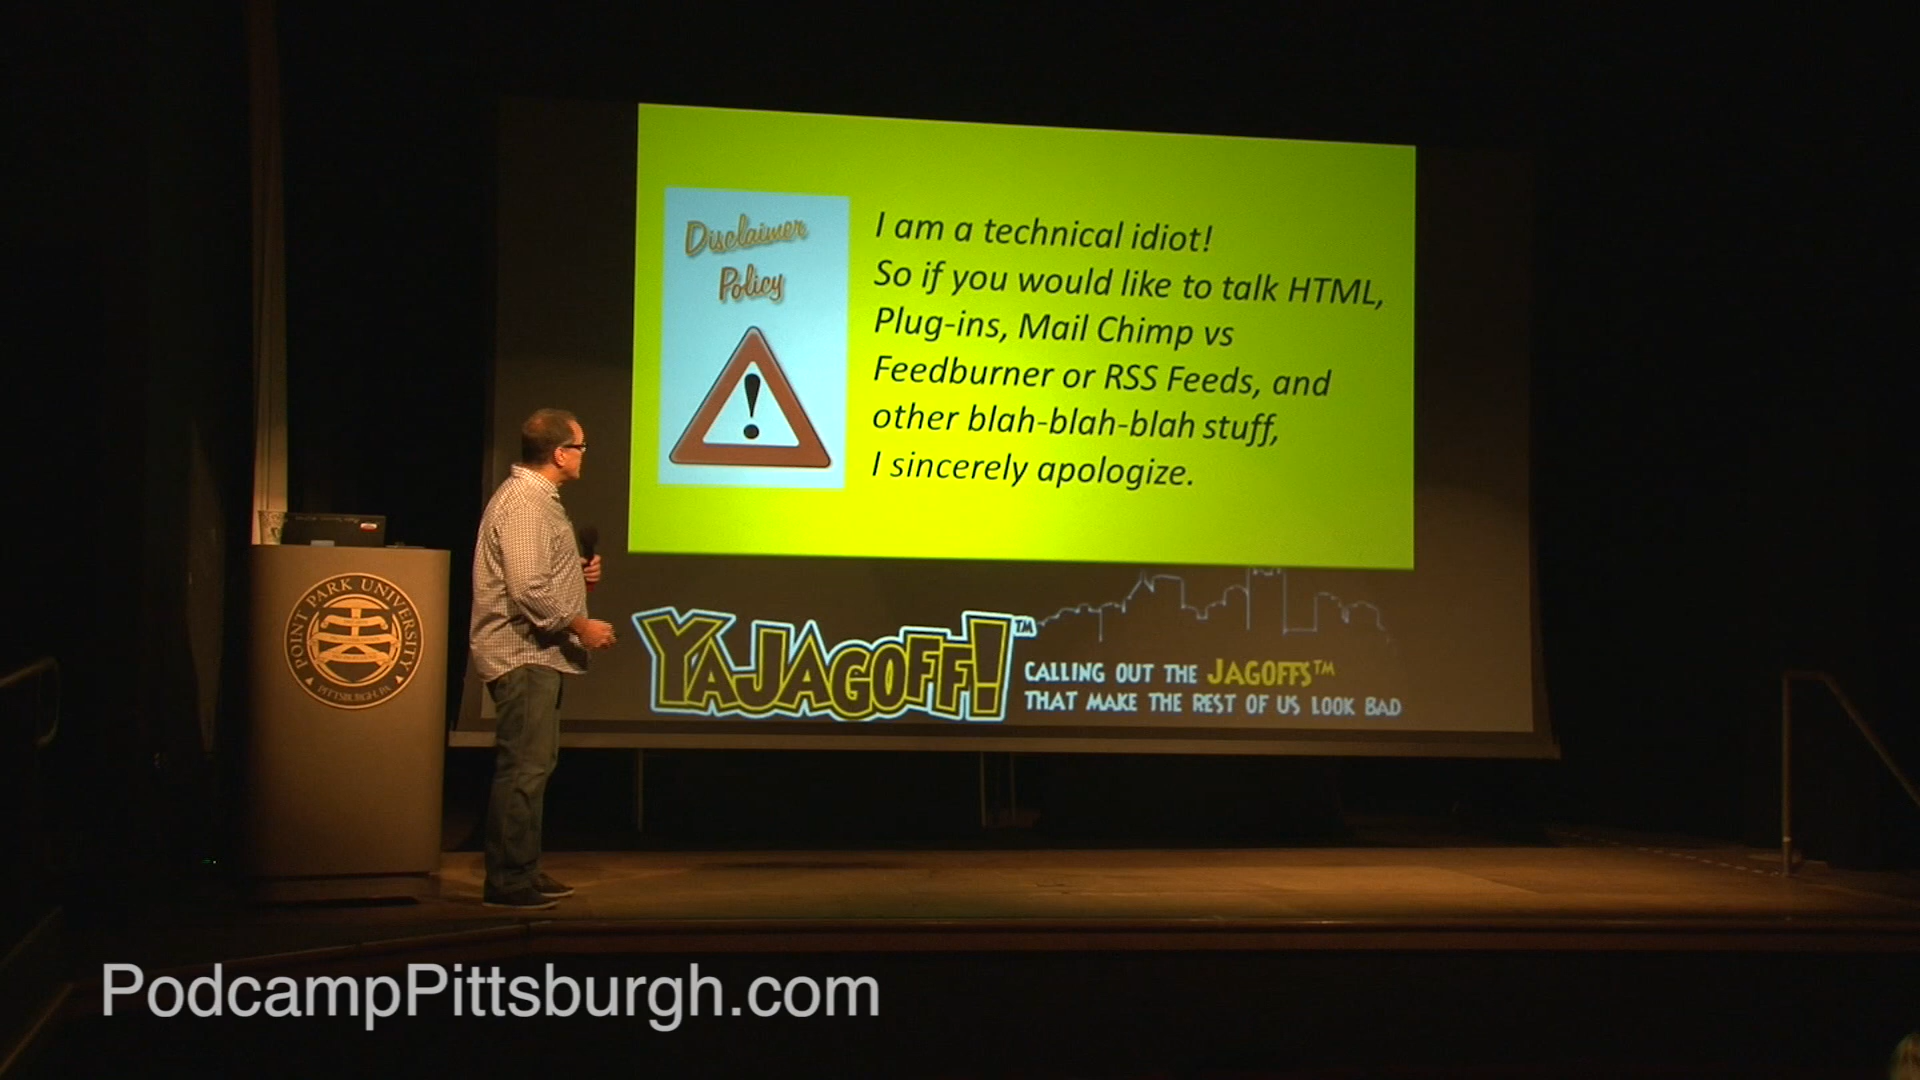 Disclaimer
Policy
I am a technical idiot!
So if you would like to talk HTML,
Plug-ins, Mail Chimp vs
Feedburner or RSS Feeds, and
other blah-blah-blah stuff,
I sincerely apologize.
YAJAGOFF!™
CALLING OUT THE JAGOFFS™
THAT MAKE THE REST OF US LOOK BAD
POINT PARK UNIVERSITY
PITTSBURGH, PA
PodcampPittsburgh.com